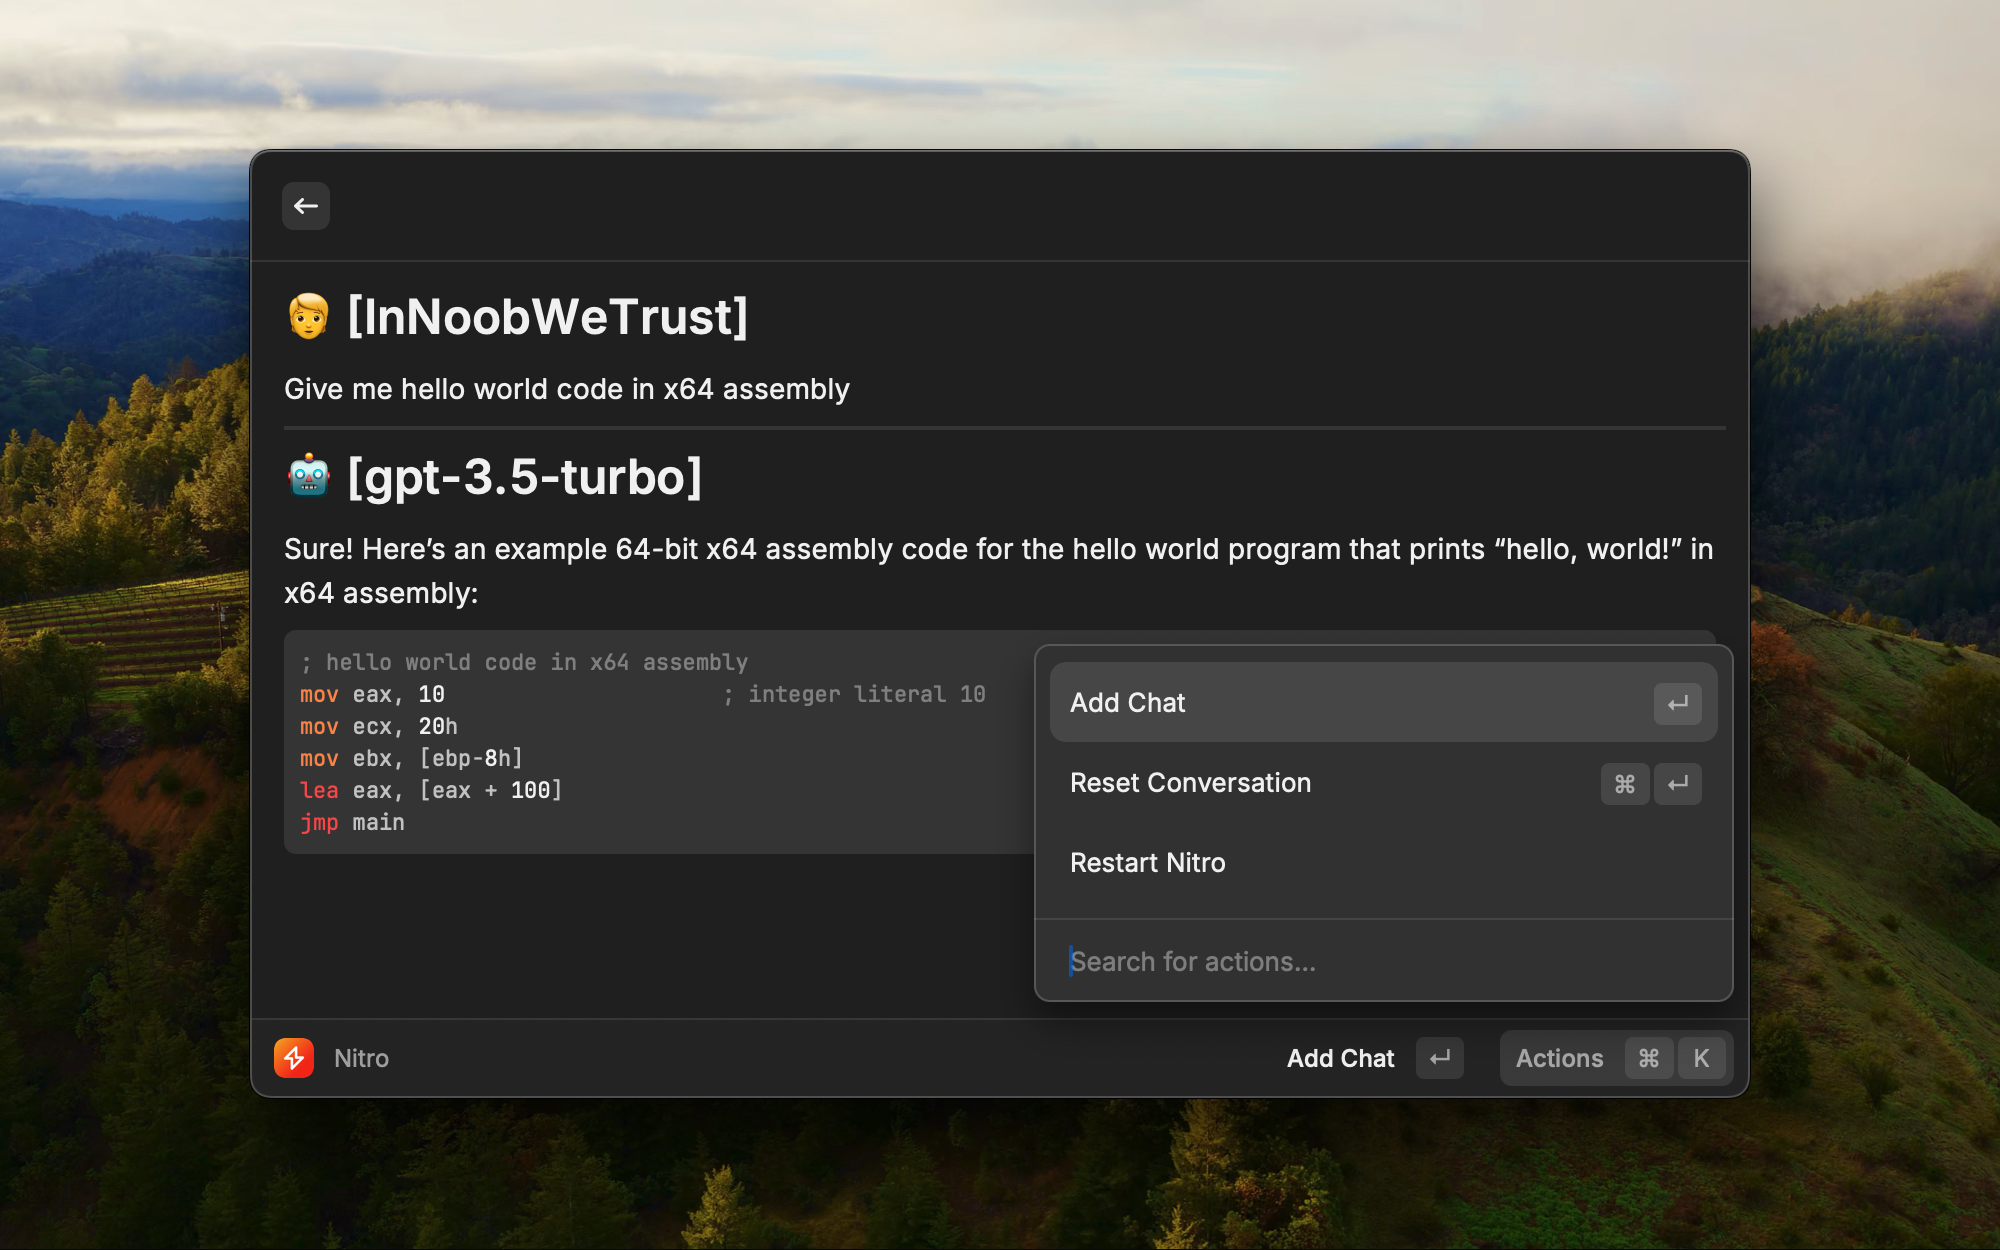 [InNoobWeTrust]
Give me hello world code in x64 assembly
[gpt-3.5-turbo]
Sure! Here’s an example 64-bit x64 assembly code for the hello world program that prints “hello, world!” in
x64 assembly:
; hello world code in x64 assembly
mov eax, 10 ; integer literal 10
mov ecx, 20h
mov ebx, [ebp-8h]
lea eax, [eax + 100]
jmp main
Add Chat ↵
Reset Conversation ⌘ ↵
Restart Nitro
Search for actions...
Nitro
Add Chat ↵
Actions ⌘ K